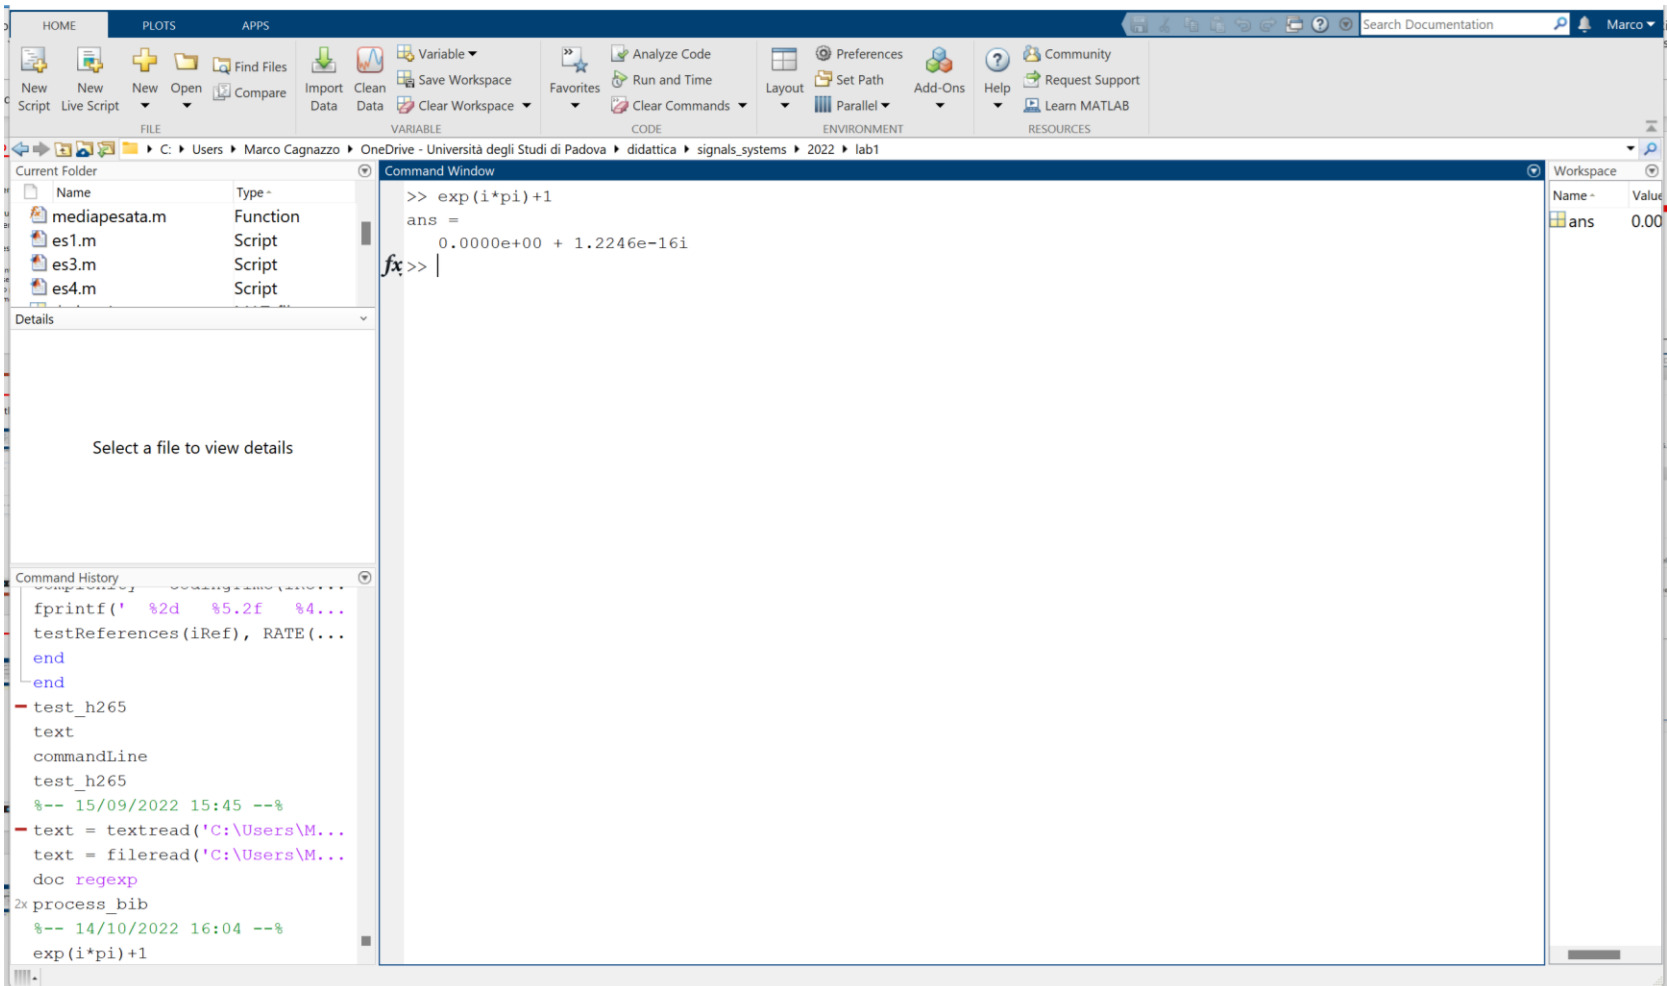 HOME PLOTS APPS Search Documentation Marco
New Script New Live Script New Open Find Files Compare
FILE
Import Data Clean Data Variable Save Workspace Clear Workspace
VARIABLE
Favorites Analyze Code Run and Time Clear Commands
CODE
Layout Preferences Set Path Parallel Add-Ons
ENVIRONMENT
Help Community Request Support Learn MATLAB
RESOURCES
C: Users Marco Cagnazzo OneDrive - Università degli Studi di Padova didattica signals_systems 2022 lab1
Current Folder
Name Type
mediapesata.m Function
es1.m Script
es3.m Script
es4.m Script
Details
Select a file to view details
Command History
fprintf(' %2d %5.2f %4...
testReferences(iRef), RATE(...
end
end
test_h265
text
commandLine
test_h265
%-- 15/09/2022 15:45 --%
text = textread('C:\Users\M...
text = fileread('C:\Users\M...
doc regexp
2x process_bib
%-- 14/10/2022 16:04 --%
exp(i*pi)+1
Command Window
>> exp(i*pi)+1
ans =
0.0000e+00 + 1.2246e-16i
fx >>
Workspace
Name Value
ans 0.00